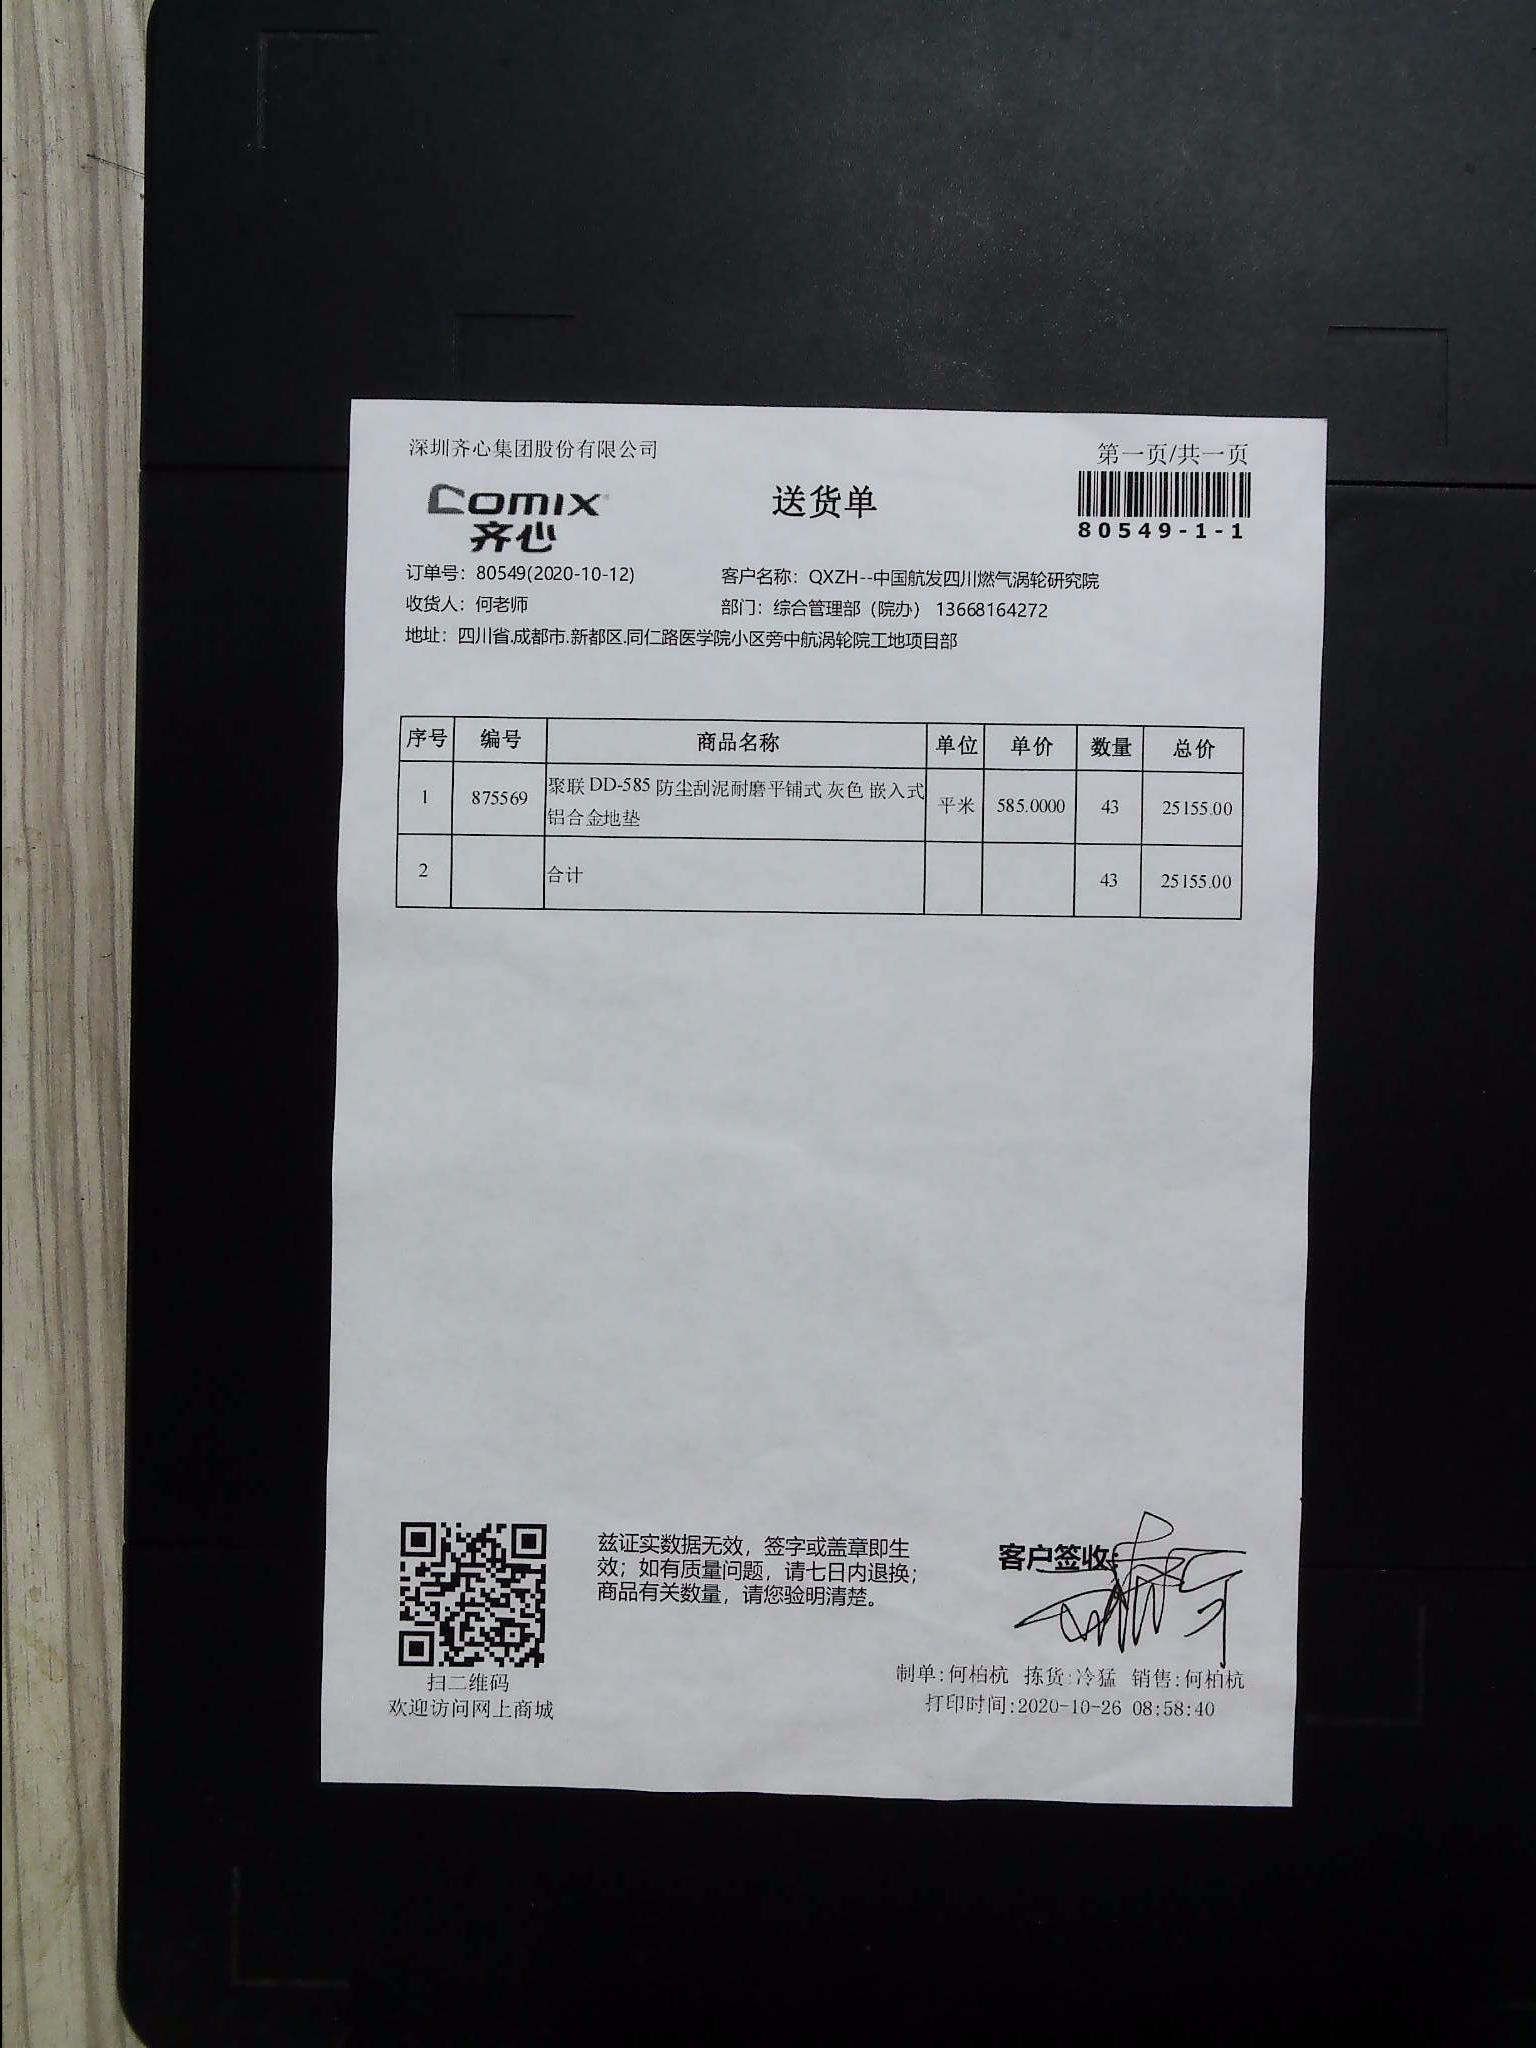 深圳齐心集团股份有限公司
第一页/共一页
COMIX
齐心
送货单
80549-1-1
订单号：80549(2020-10-12)
客户名称：QXZH--中国航发四川燃气涡轮研究院
收货人：何老师
部门：综合管理部（院办） 13668164272
地址：四川省.成都市.新都区.同仁路医学院小区旁中航涡轮院工地项目部
序号 编号 商品名称 单位 单价 数量 总价
1 875569 聚联 DD-585 防尘刮泥耐磨平铺式 灰色 嵌入式 平米 585.0000 43 25155.00
铝合金地垫
2 合计 43 25155.00
兹证实数据无效，签字或盖章即生
效；如有质量问题，请七日内退换；
商品有关数量，请您验明清楚。
客户签收:
扫二维码
欢迎访问网上商城
制单:何柏杭 拣货:冷猛 销售:何柏杭
打印时间:2020-10-26 08:58:40